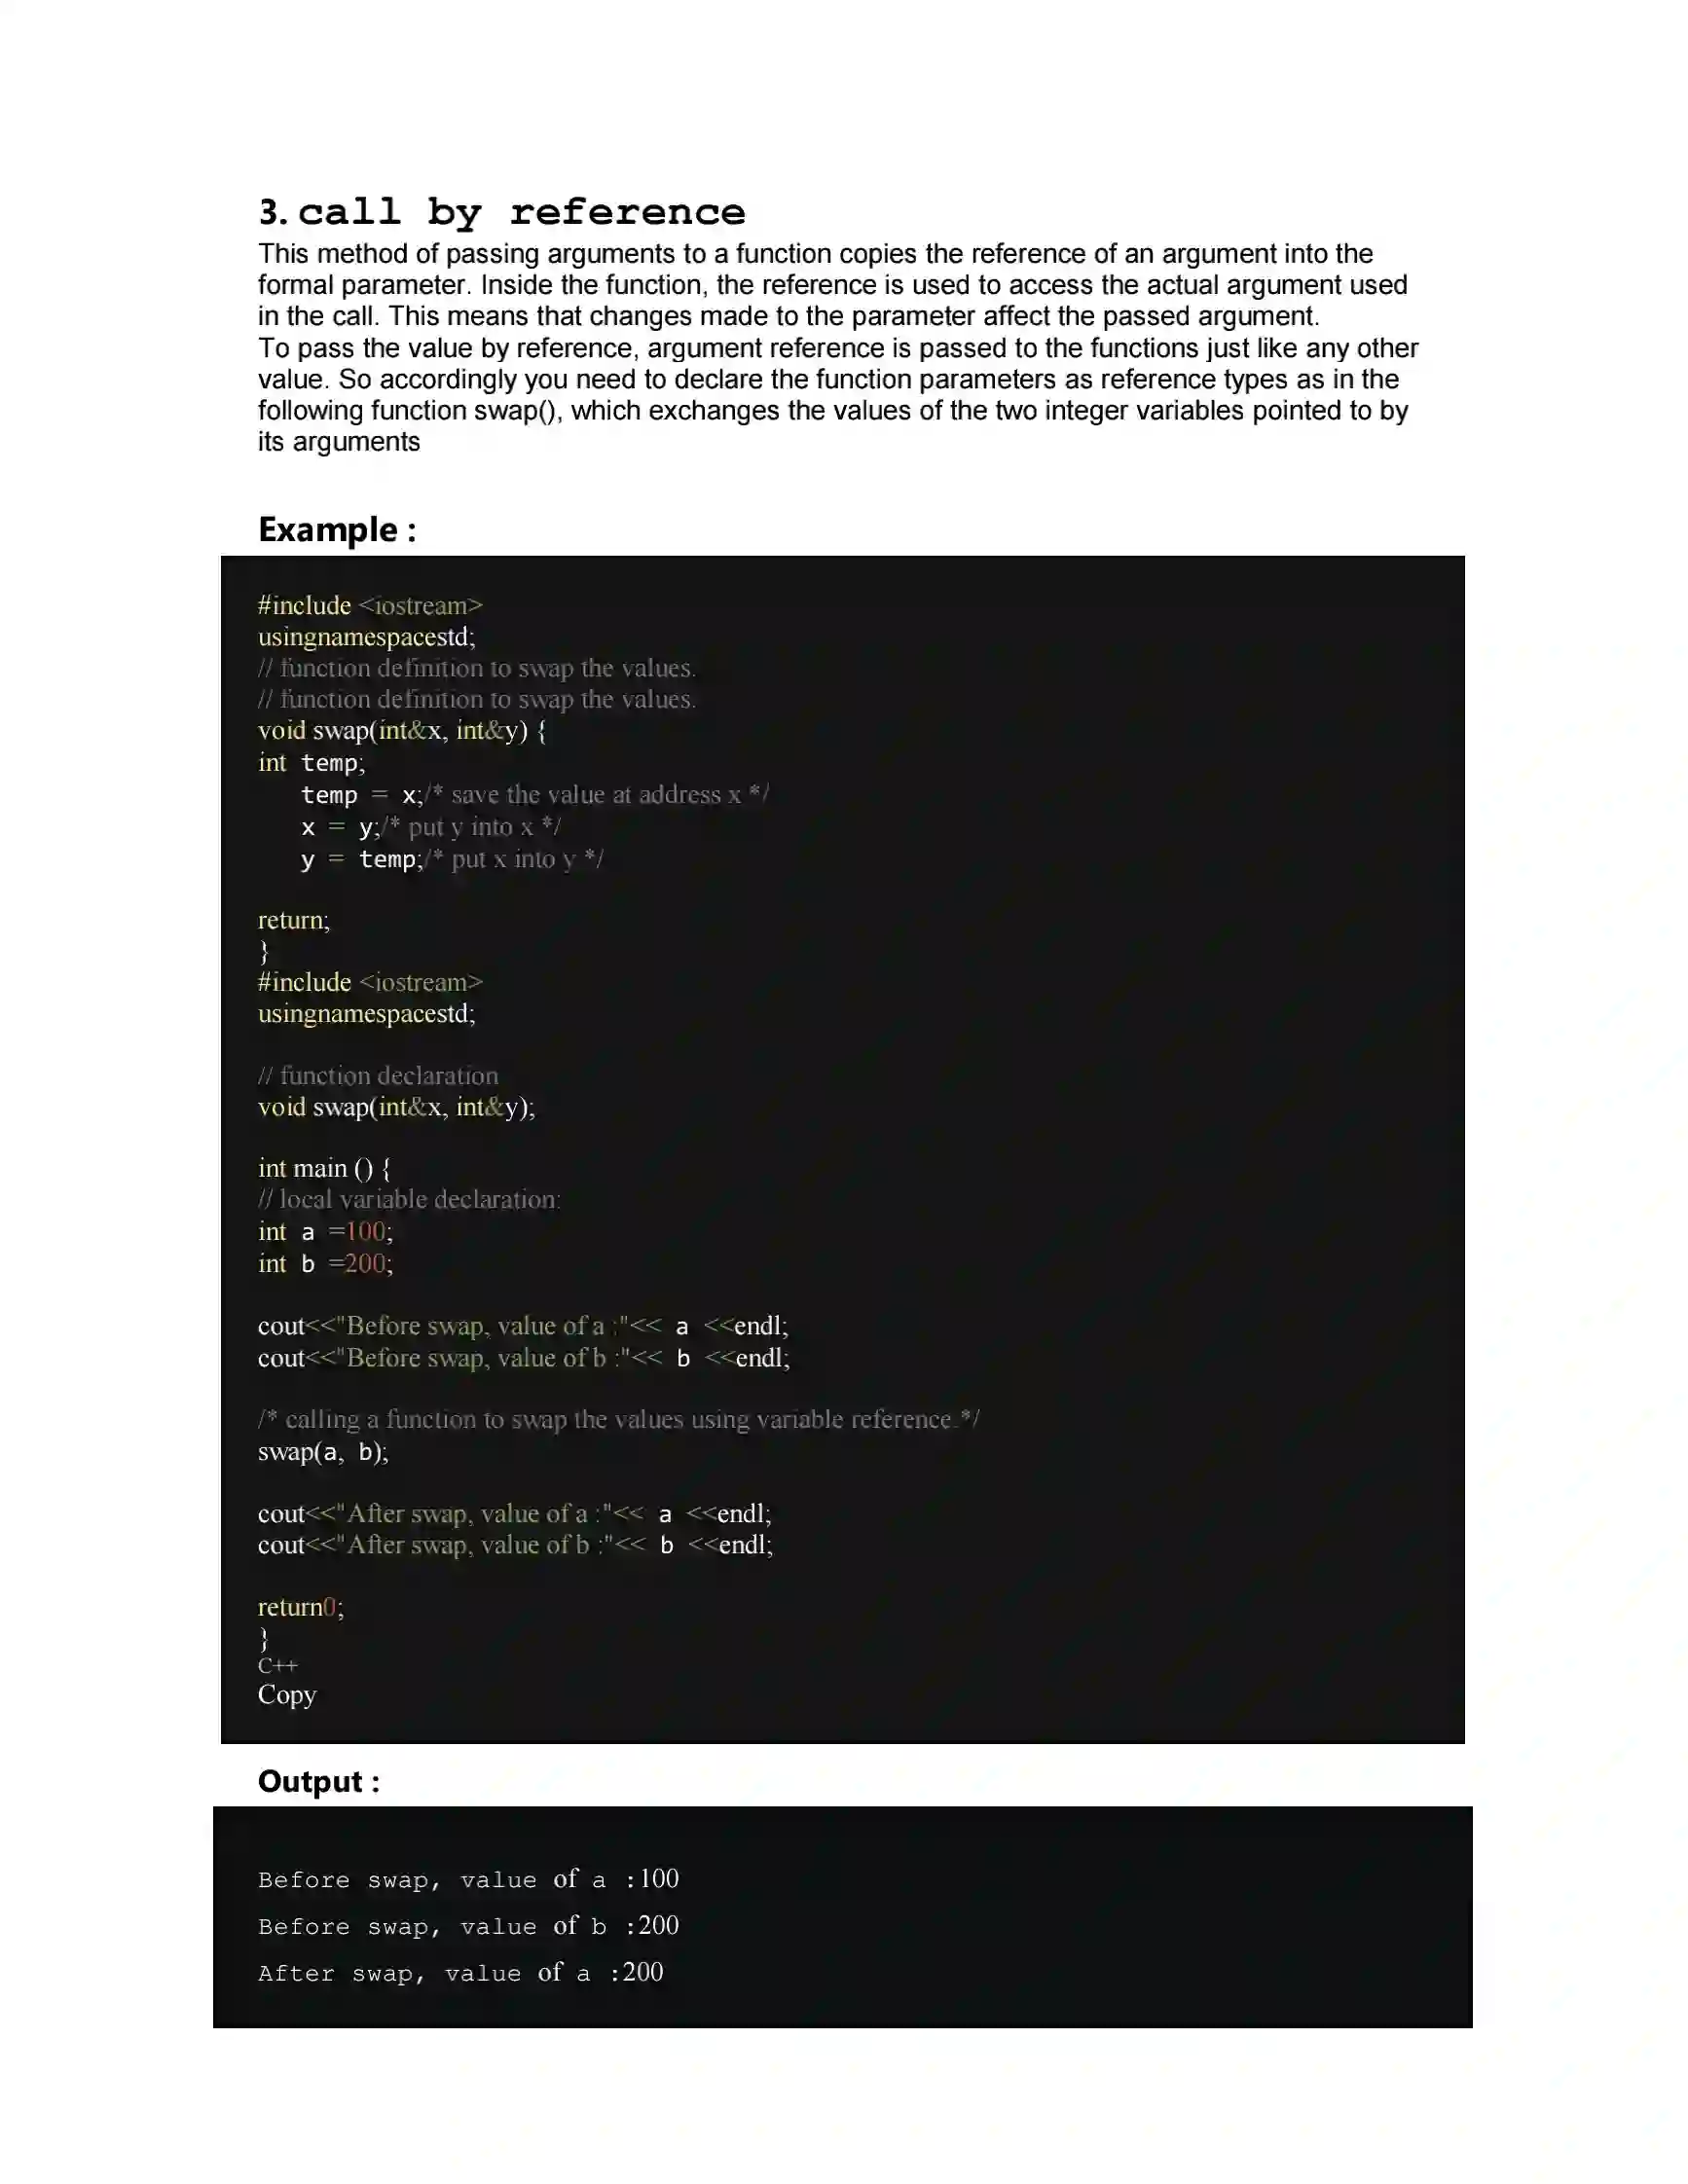 3. call by reference
This method of passing arguments to a function copies the reference of an argument into the
formal parameter. Inside the function, the reference is used to access the actual argument used
in the call. This means that changes made to the parameter affect the passed argument.
To pass the value by reference, argument reference is passed to the functions just like any other
value. So accordingly you need to declare the function parameters as reference types as in the
following function swap(), which exchanges the values of the two integer variables pointed to by
its arguments
Example :
#include <iostream>
usingnamespacestd;
// function definition to swap the values.
// function definition to swap the values.
void swap(int&x, int&y) {
int temp;
temp = x;/* save the value at address x */
x = y;/* put y into x */
y = temp;/* put x into y */
return;
}
#include <iostream>
usingnamespacestd;
// function declaration
void swap(int&x, int&y);
int main () {
// local variable declaration:
int a =100;
int b =200;
cout<<"Before swap, value of a :"<< a <<endl;
cout<<"Before swap, value of b :"<< b <<endl;
/* calling a function to swap the values using variable reference.*/
swap(a, b);
cout<<"After swap, value of a :"<< a <<endl;
cout<<"After swap, value of b :"<< b <<endl;
return0;
}
C++
Copy
Output :
Before swap, value of a :100
Before swap, value of b :200
After swap, value of a :200